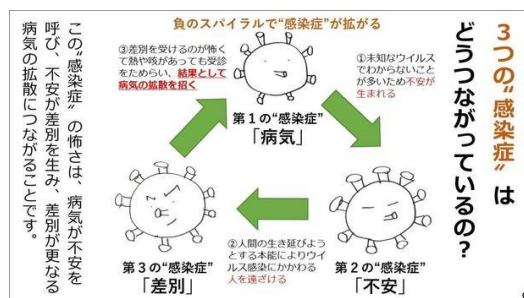 3つの“感染症”は
どうつながっているの？
負のスパイラルで“感染症”が拡がる
③差別を受けるのが怖く
て熱や咳があっても受診
をためらい、結果として
病気の拡散を招く
①未知なウイルス
でわからないこと
が多いため不安が
生まれる
第1の“感染症”
「病気」
②人間の生き延びよう
とする本能によりウ
イルス感染にかかわる
人を遠ざける
第3の“感染症”
「差別」
第2の“感染症”
「不安」
この“感染症”の怖さは、病気が不安を
呼び、不安が差別を生み、差別が更なる
病気の拡散につながることです。